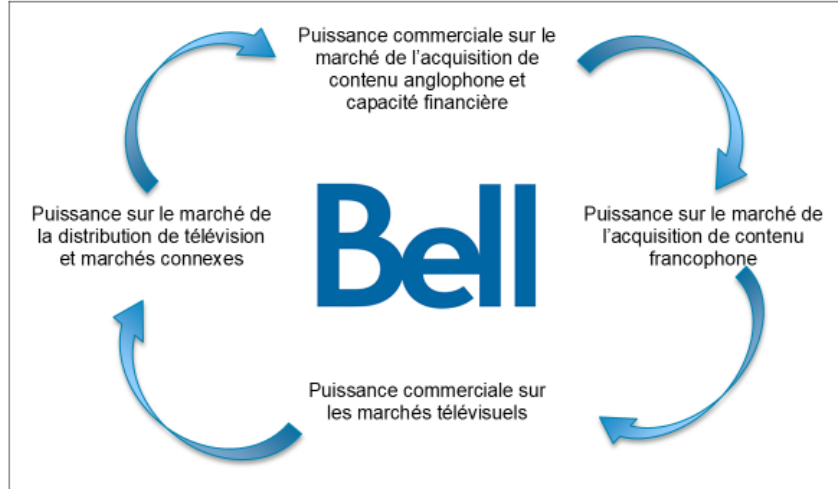 Puissance commerciale sur le
marché de l'acquisition de
contenu anglophone et
capacité financière
Puissance sur le marché de
la distribution de télévision
et marchés connexes
Bell
Puissance sur le marché de
l'acquisition de contenu
francophone
Puissance commerciale sur
les marchés télévisuels